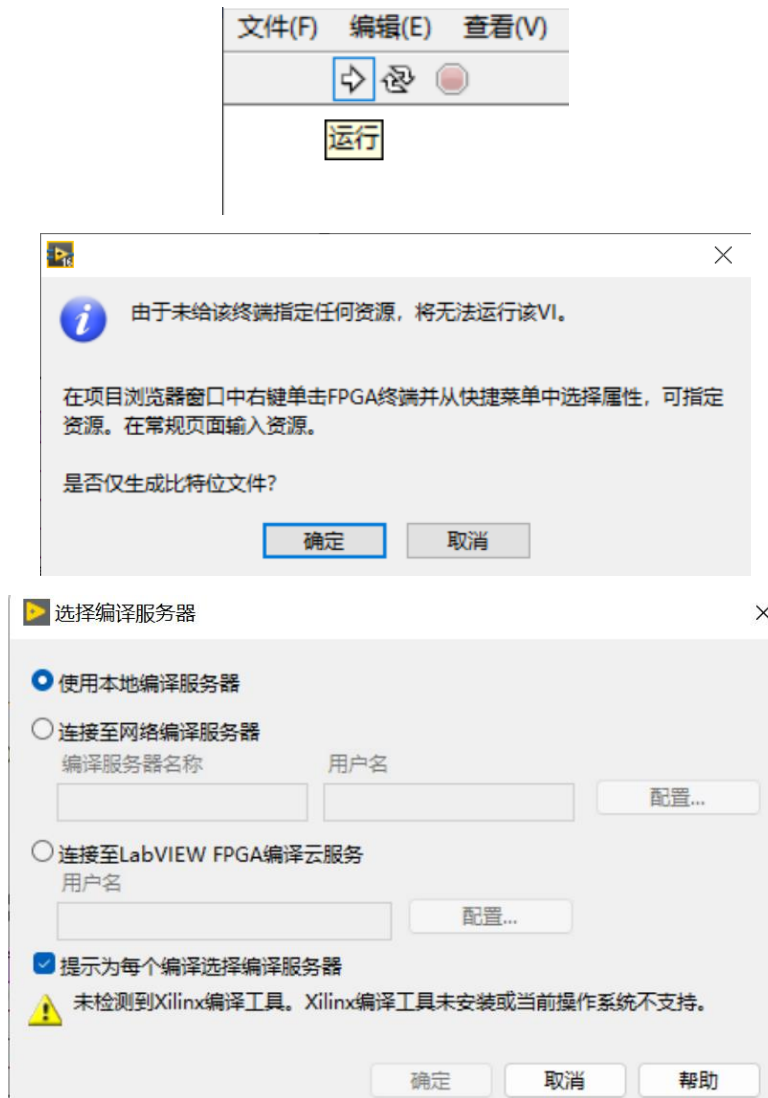 文件(F) 编辑(E) 查看(V)
运行
由于未给该终端指定任何资源，将无法运行该VI。
在项目浏览器窗口中右键单击FPGA终端并从快捷菜单中选择属性，可指定
资源。在常规页面输入资源。
是否仅生成比特位文件?
确定 取消
选择编译服务器
使用本地编译服务器
连接至网络编译服务器
编译服务器名称 用户名
配置...
连接至LabVIEW FPGA编译云服务
用户名
配置...
提示为每个编译选择编译服务器
未检测到Xilinx编译工具。Xilinx编译工具未安装或当前操作系统不支持。
确定 取消 帮助